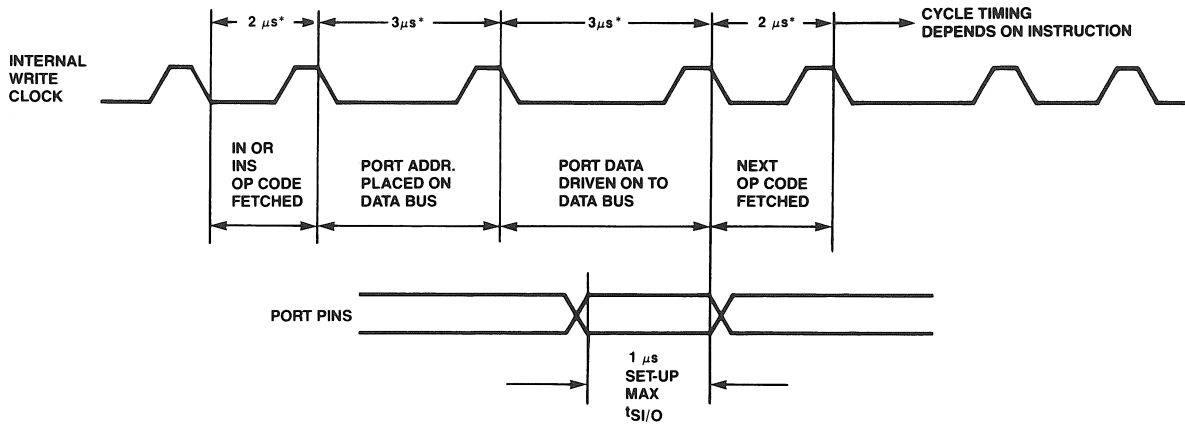 2 μs*
3μs*
3μs*
2 μs*
CYCLE TIMING
DEPENDS ON INSTRUCTION
INTERNAL
WRITE
CLOCK
IN OR
INS
OP CODE
FETCHED
PORT ADDR.
PLACED ON
DATA BUS
PORT DATA
DRIVEN ON TO
DATA BUS
NEXT
OP CODE
FETCHED
PORT PINS
1 μs
SET-UP
MAX
tSI/O